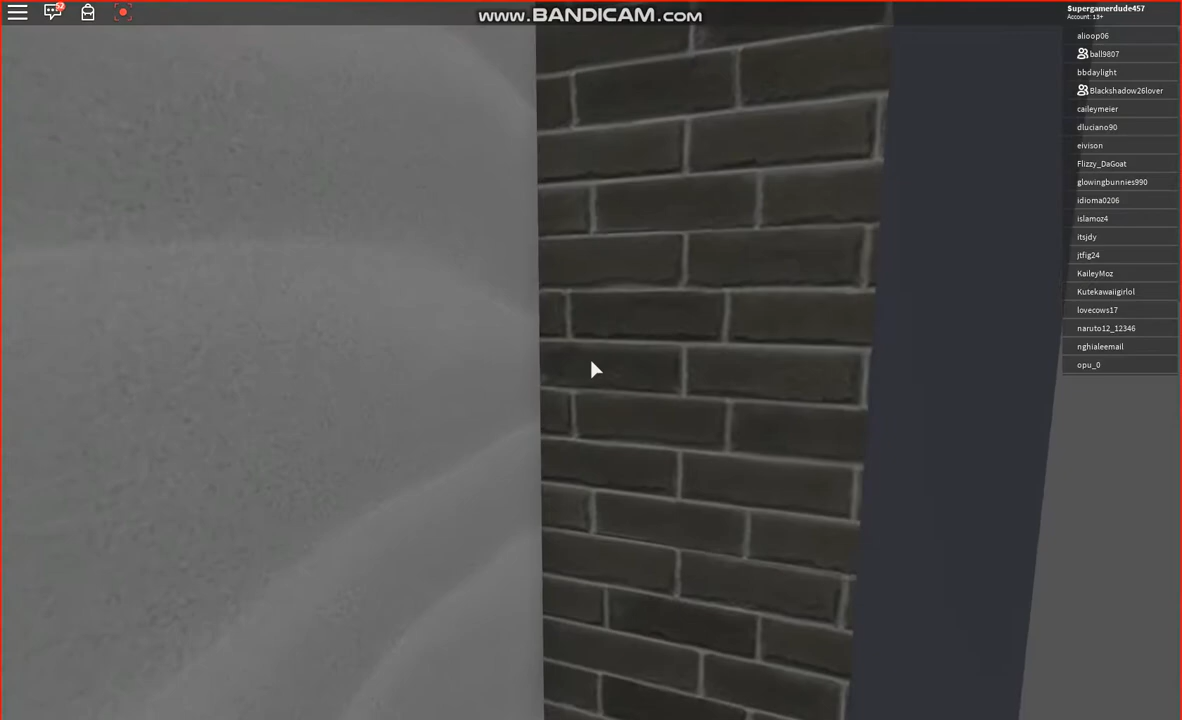 www.BANDICAM.com
52
Supergamerdude457
Account: 13+
alioop06
ball9807
bbdaylight
Blackshadow26lover
caileymeier
dluciano90
eivison
Flizzy_DaGoat
glowingbunnies990
idioma0206
islamoz4
itsjdy
jtfig24
KaileyMoz
Kutekawaiigirlol
lovecows17
naruto12_12346
nghialeemail
opu_0